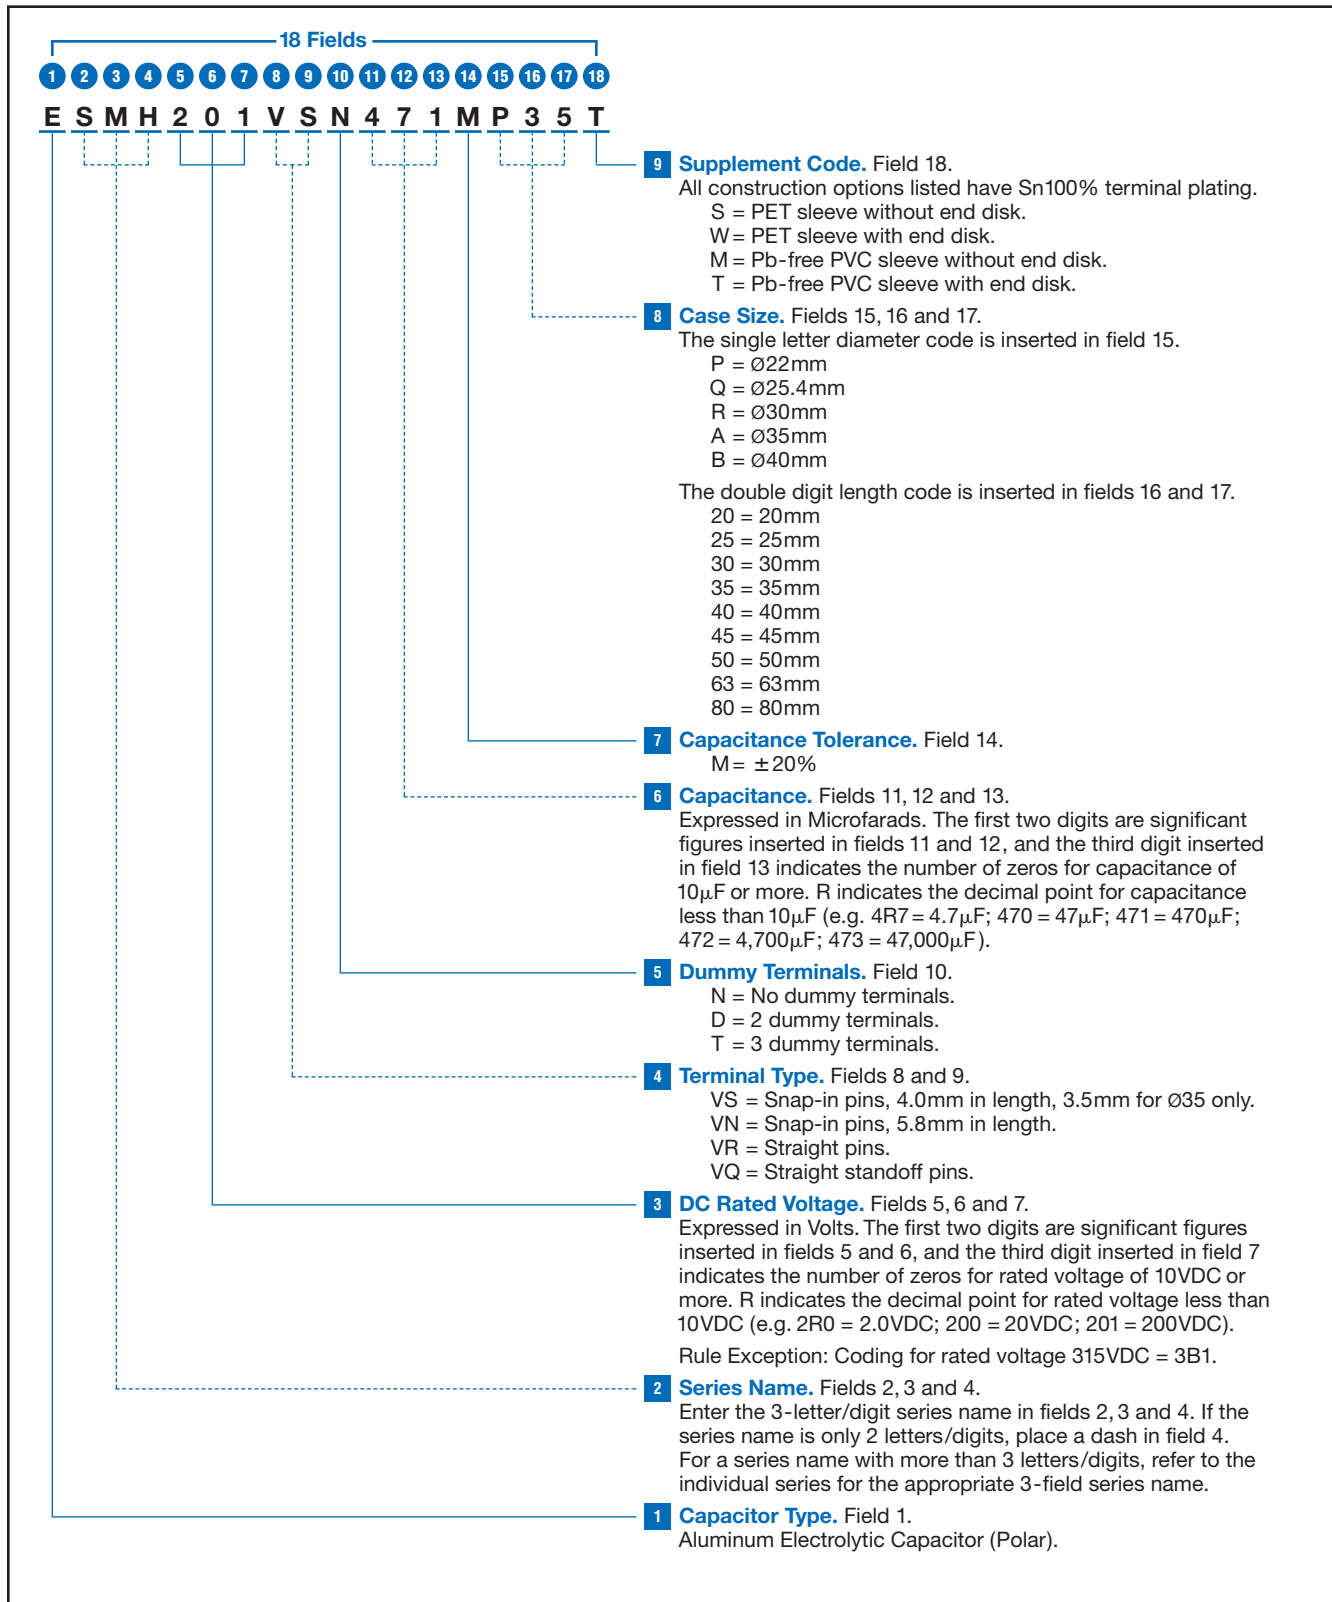 18 Fields
1 2 3 4 5 6 7 8 9 10 11 12 13 14 15 16 17 18
E S M H 2 0 1 V S N 4 7 1 M P 3 5 T
9 Supplement Code. Field 18.
All construction options listed have Sn100% terminal plating.
S = PET sleeve without end disk.
W = PET sleeve with end disk.
M = Pb-free PVC sleeve without end disk.
T = Pb-free PVC sleeve with end disk.
8 Case Size. Fields 15, 16 and 17.
The single letter diameter code is inserted in field 15.
P = Ø22mm
Q = Ø25.4mm
R = Ø30mm
A = Ø35mm
B = Ø40mm
The double digit length code is inserted in fields 16 and 17.
20 = 20mm
25 = 25mm
30 = 30mm
35 = 35mm
40 = 40mm
45 = 45mm
50 = 50mm
63 = 63mm
80 = 80mm
7 Capacitance Tolerance. Field 14.
M = ±20%
6 Capacitance. Fields 11, 12 and 13.
Expressed in Microfarads. The first two digits are significant
figures inserted in fields 11 and 12, and the third digit inserted
in field 13 indicates the number of zeros for capacitance of
10µF or more. R indicates the decimal point for capacitance
less than 10µF (e.g. 4R7 = 4.7µF; 470 = 47µF; 471 = 470µF;
472 = 4,700µF; 473 = 47,000µF).
5 Dummy Terminals. Field 10.
N = No dummy terminals.
D = 2 dummy terminals.
T = 3 dummy terminals.
4 Terminal Type. Fields 8 and 9.
VS = Snap-in pins, 4.0mm in length, 3.5mm for Ø35 only.
VN = Snap-in pins, 5.8mm in length.
VR = Straight pins.
VQ = Straight standoff pins.
3 DC Rated Voltage. Fields 5, 6 and 7.
Expressed in Volts. The first two digits are significant figures
inserted in fields 5 and 6, and the third digit inserted in field 7
indicates the number of zeros for rated voltage of 10VDC or
more. R indicates the decimal point for rated voltage less than
10VDC (e.g. 2R0 = 2.0VDC; 200 = 20VDC; 201 = 200VDC).
Rule Exception: Coding for rated voltage 315VDC = 3B1.
2 Series Name. Fields 2, 3 and 4.
Enter the 3-letter/digit series name in fields 2, 3 and 4. If the
series name is only 2 letters/digits, place a dash in field 4.
For a series name with more than 3 letters/digits, refer to the
individual series for the appropriate 3-field series name.
1 Capacitor Type. Field 1.
Aluminum Electrolytic Capacitor (Polar).